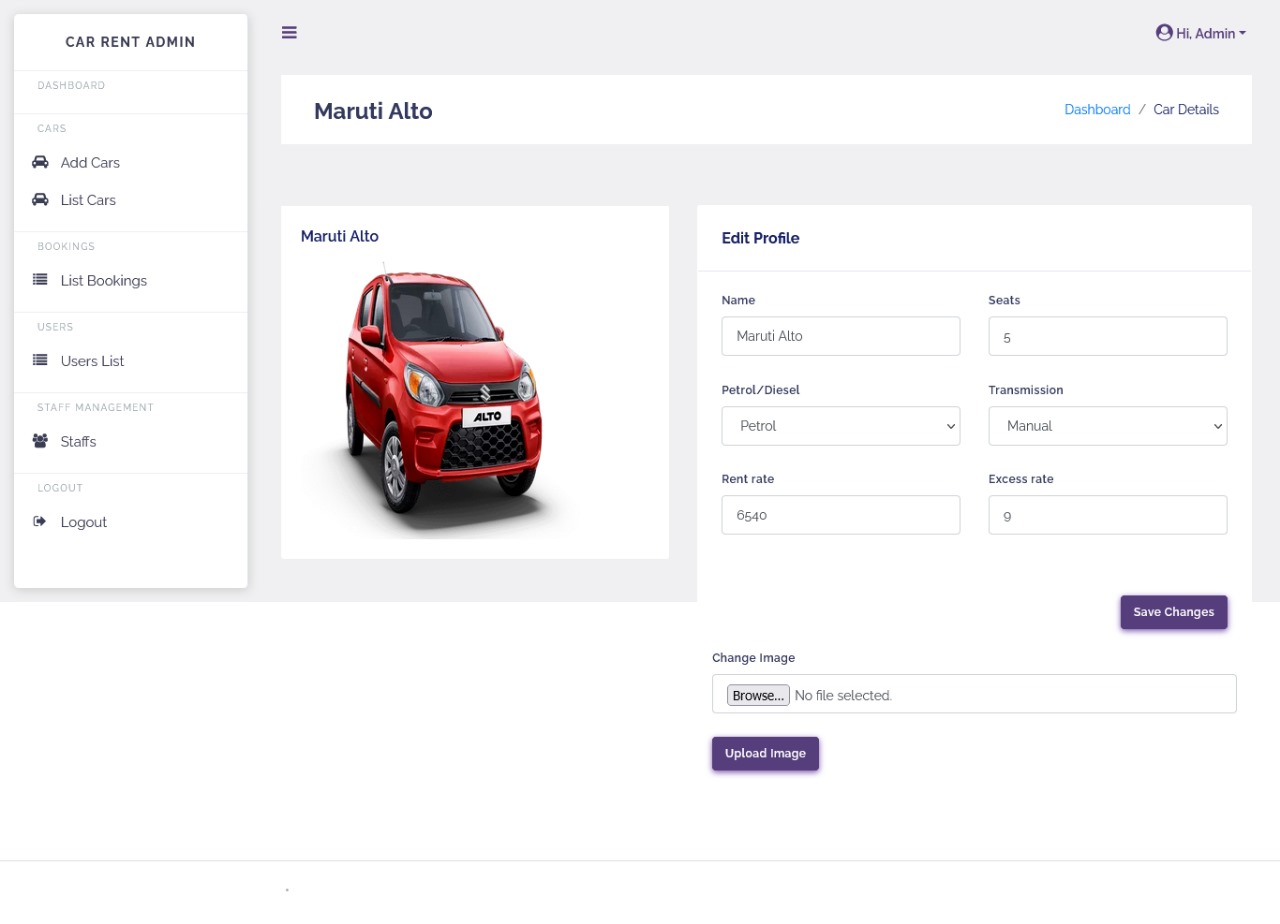 CAR RENT ADMIN
Hi, Admin
DASHBOARD
CARS
Add Cars
List Cars
BOOKINGS
List Bookings
USERS
Users List
STAFF MANAGEMENT
Staffs
LOGOUT
Logout
Maruti Alto
Dashboard / Car Details
Maruti Alto
ALTO
Edit Profile
Name
Seats
Maruti Alto
5
Petrol/Diesel
Transmission
Petrol
Manual
Rent rate
Excess rate
6540
9
Save Changes
Change Image
Browse... No file selected.
Upload Image